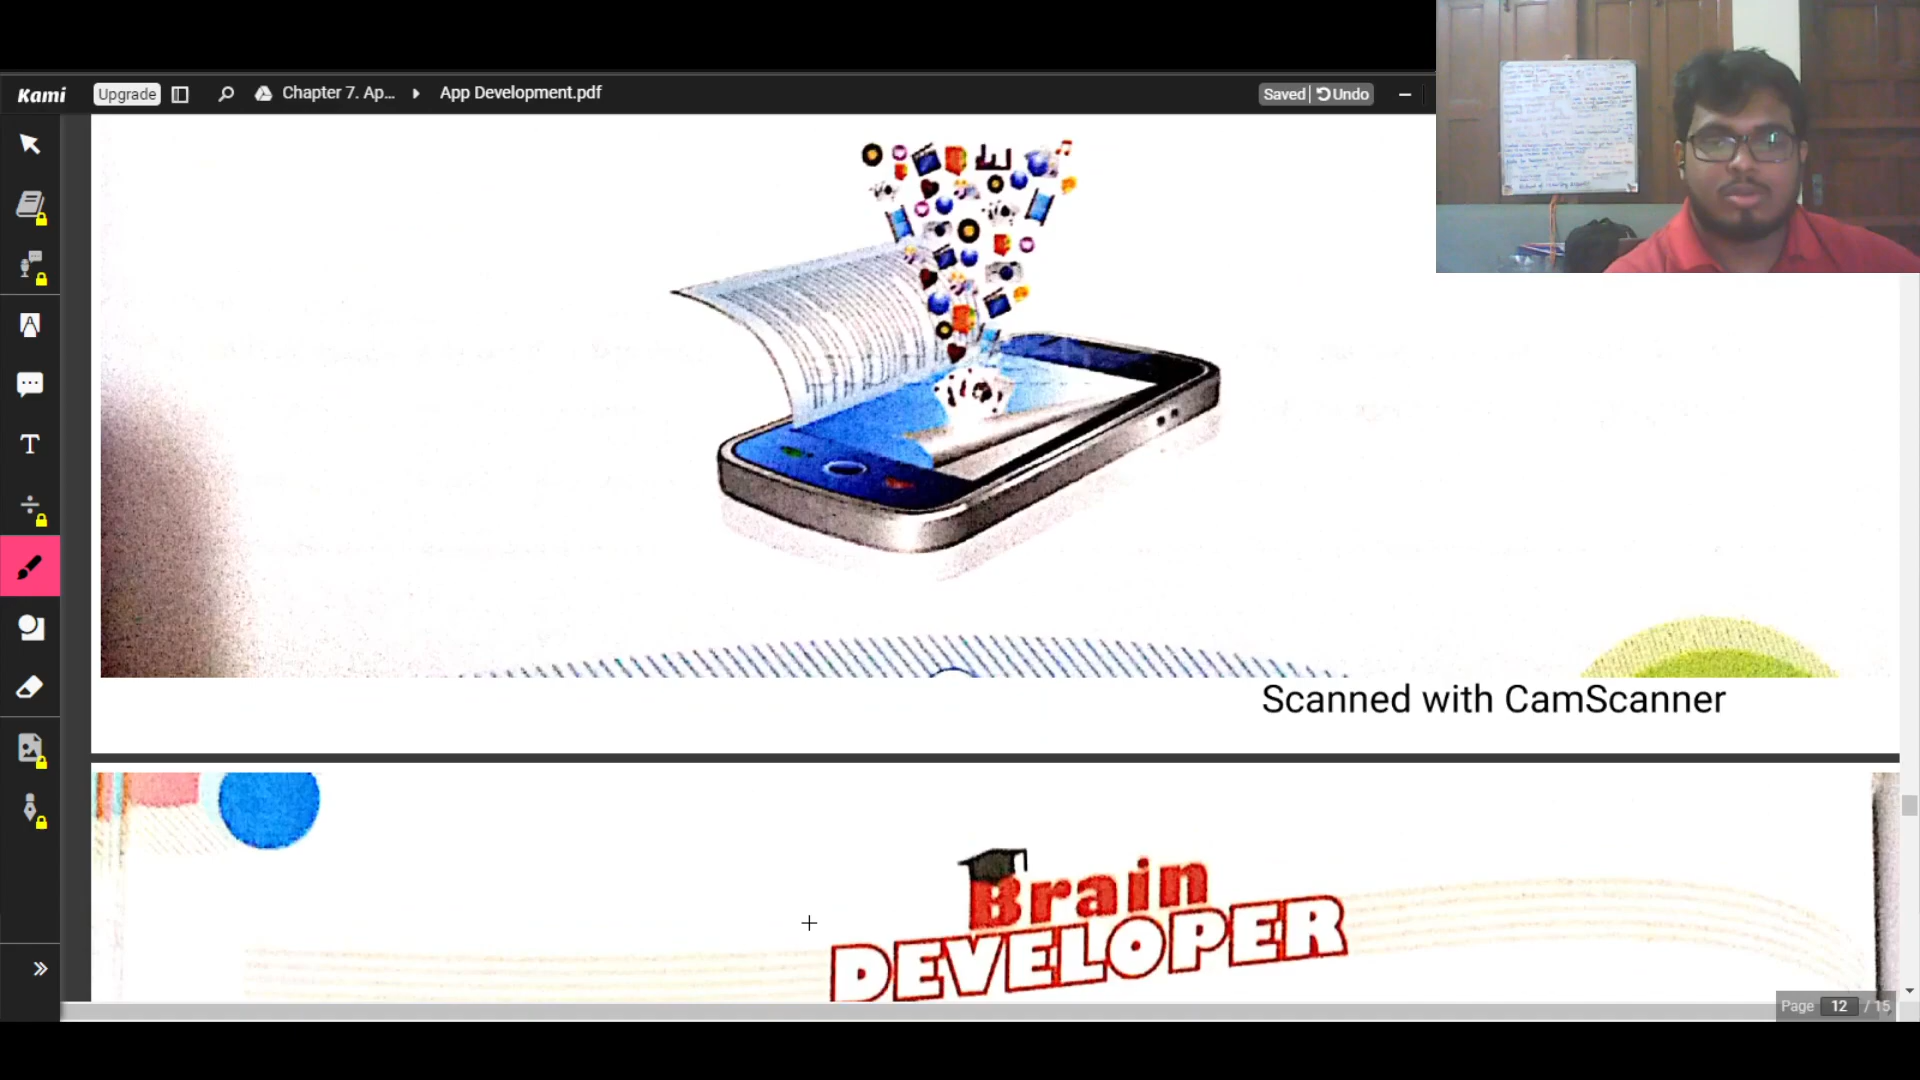 Kami
Upgrade
Chapter 7. Ap...
App Development.pdf
Saved
Undo
T
Scanned with CamScanner
Brain
DEVELOPER
Page 12 / 15